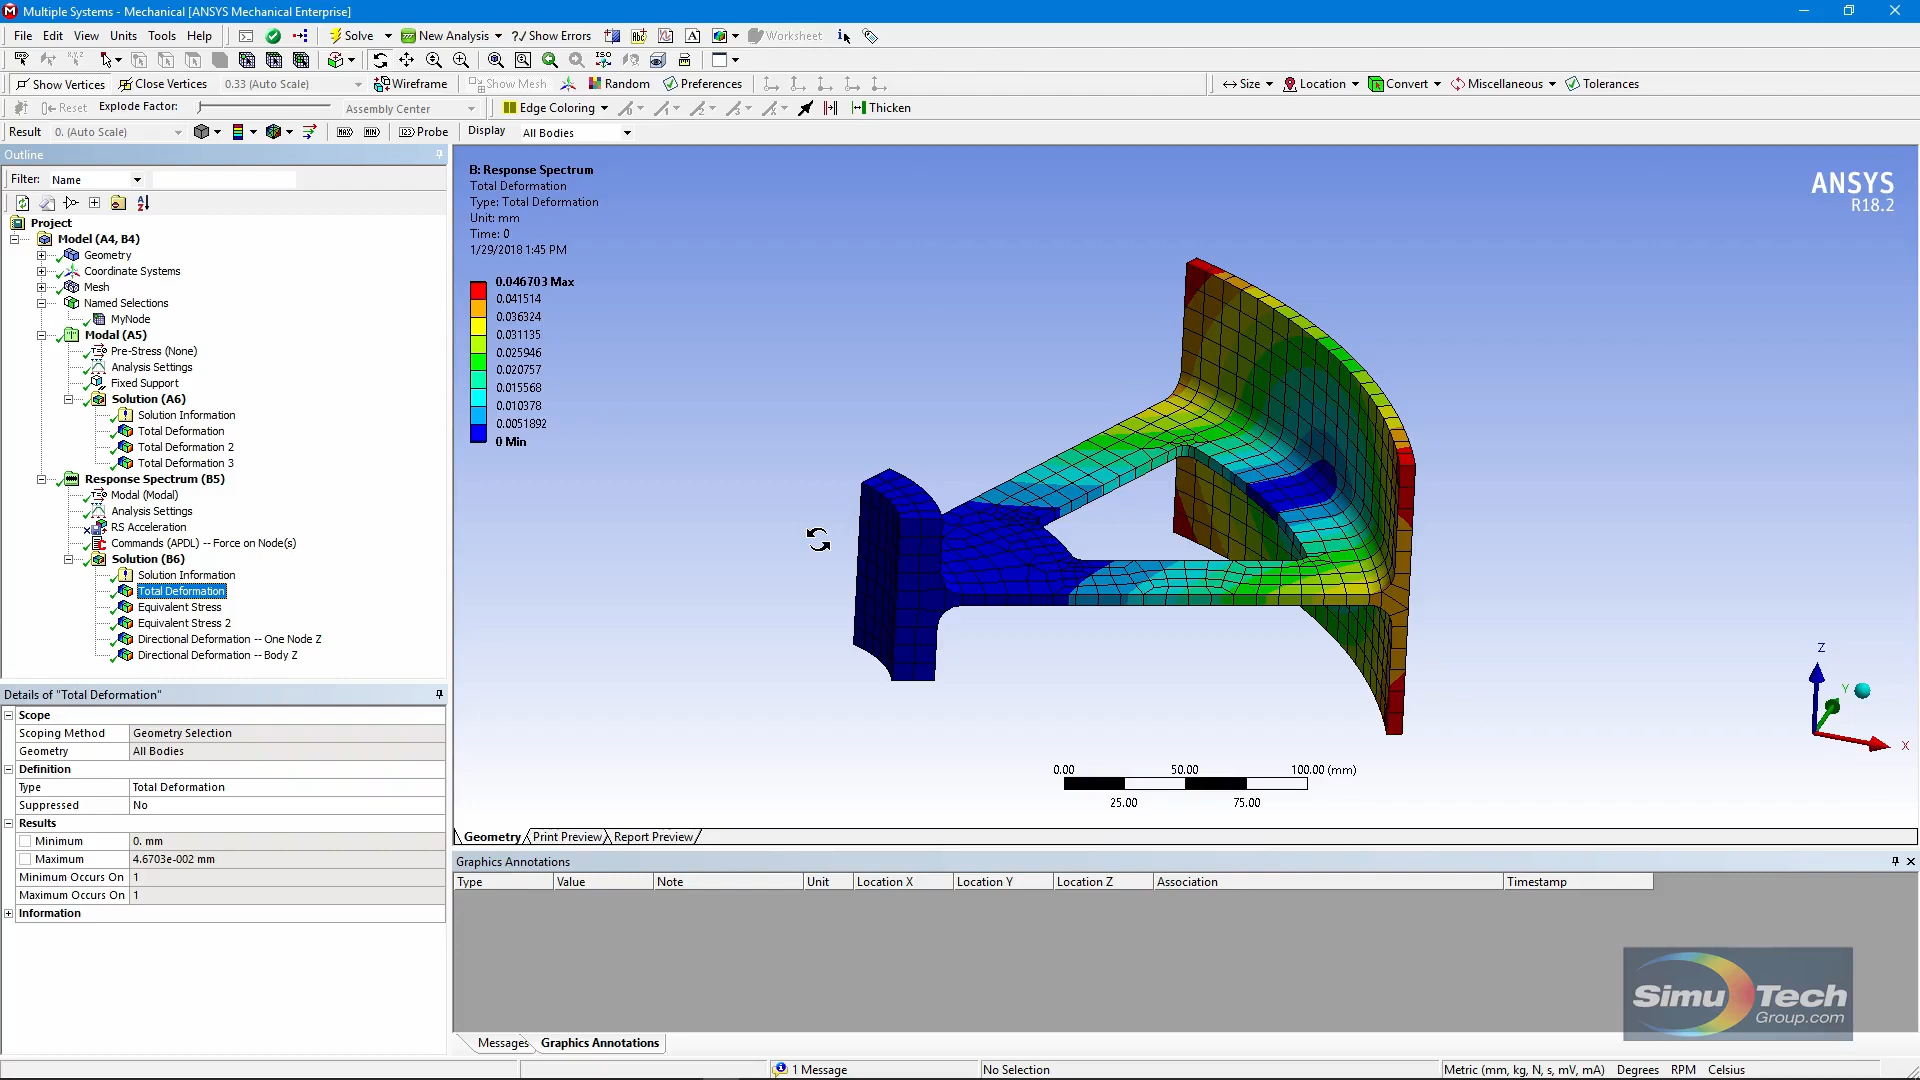 Multiple Systems - Mechanical [ANSYS Mechanical Enterprise]
File Edit View Units Tools Help Solve New Analysis Show Errors Worksheet
Show Vertices Close Vertices 0.33 (Auto Scale) Wireframe Show Mesh Random Preferences Size Location Convert Miscellaneous Tolerances
Reset Explode Factor: Assembly Center Edge Coloring Thicken
Result 0. (Auto Scale) MAX MIN Probe Display All Bodies
Outline
Filter: Name
Project
Model (A4, B4)
Geometry
Coordinate Systems
Mesh
Named Selections
MyNode
Modal (A5)
Pre-Stress (None)
Analysis Settings
Fixed Support
Solution (A6)
Solution Information
Total Deformation
Total Deformation 2
Total Deformation 3
Response Spectrum (B5)
Modal (Modal)
Analysis Settings
RS Acceleration
Commands (APDL) -- Force on Node(s)
Solution (B6)
Solution Information
Total Deformation
Equivalent Stress
Equivalent Stress 2
Directional Deformation -- One Node Z
Directional Deformation -- Body Z
Details of "Total Deformation"
Scope
Scoping Method Geometry Selection
Geometry All Bodies
Definition
Type Total Deformation
Suppressed No
Results
Minimum 0. mm
Maximum 4.6703e-002 mm
Minimum Occurs On 1
Maximum Occurs On 1
Information
B: Response Spectrum
Total Deformation
Type: Total Deformation
Unit: mm
Time: 0
1/29/2018 1:45 PM
0.046703 Max
0.041514
0.036324
0.031135
0.025946
0.020757
0.015568
0.010378
0.0051892
0 Min
ANSYS
R18.2
Z
Y
X
0.00 50.00 100.00 (mm)
25.00 75.00
Geometry Print Preview Report Preview
Graphics Annotations
Type Value Note Unit Location X Location Y Location Z Association Timestamp
SimuTech
Group.com
Messages Graphics Annotations
1 Message No Selection Metric (mm, kg, N, s, mV, mA) Degrees RPM Celsius